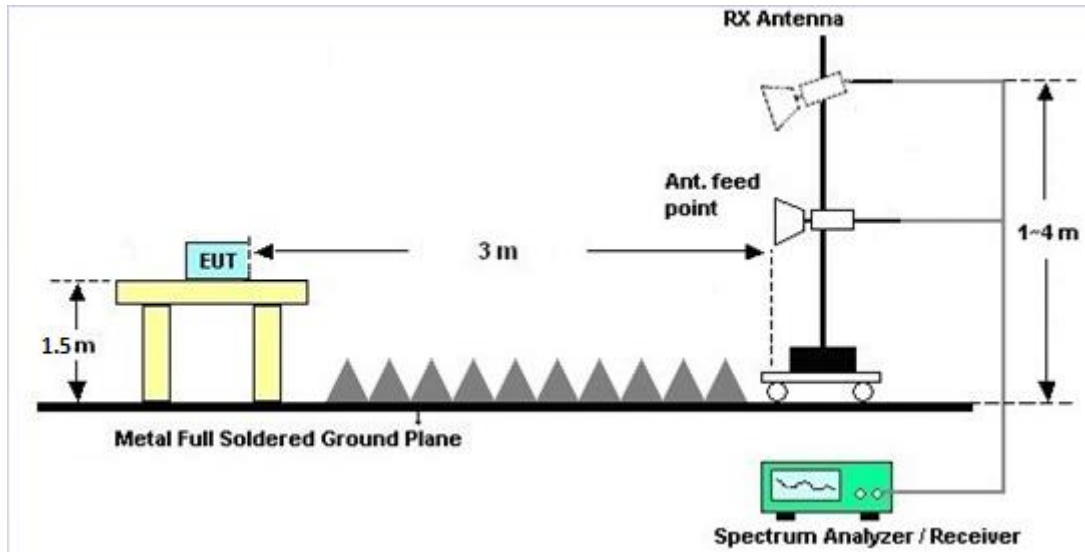 RX Antenna
Ant. feed
point
EUT
3 m
1~4 m
1.5 m
Metal Full Soldered Ground Plane
Spectrum Analyzer / Receiver